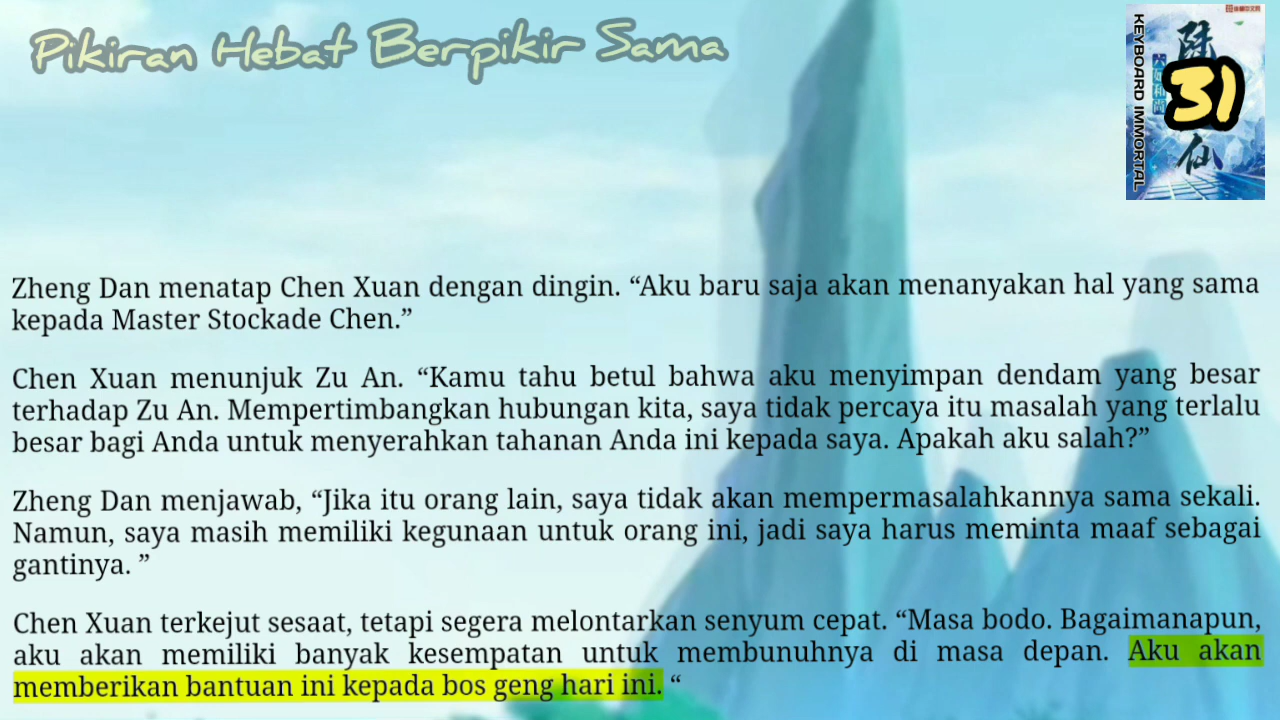 Pikiran Hebat Berpikir Sama
KEYBOARD IMMORTAL
陆
仙
六如和尚
31
Zheng Dan menatap Chen Xuan dengan dingin. “Aku baru saja akan menanyakan hal yang sama
kepada Master Stockade Chen.”
Chen Xuan menunjuk Zu An. “Kamu tahu betul bahwa aku menyimpan dendam yang besar
terhadap Zu An. Mempertimbangkan hubungan kita, saya tidak percaya itu masalah yang terlalu
besar bagi Anda untuk menyerahkan tahanan Anda ini kepada saya. Apakah aku salah?”
Zheng Dan menjawab, “Jika itu orang lain, saya tidak akan mempermasalahkannya sama sekali.
Namun, saya masih memiliki kegunaan untuk orang ini, jadi saya harus meminta maaf sebagai
gantinya. ”
Chen Xuan terkejut sesaat, tetapi segera melontarkan senyum cepat. “Masa bodo. Bagaimanapun,
aku akan memiliki banyak kesempatan untuk membunuhnya di masa depan. Aku akan
memberikan bantuan ini kepada bos geng hari ini. “